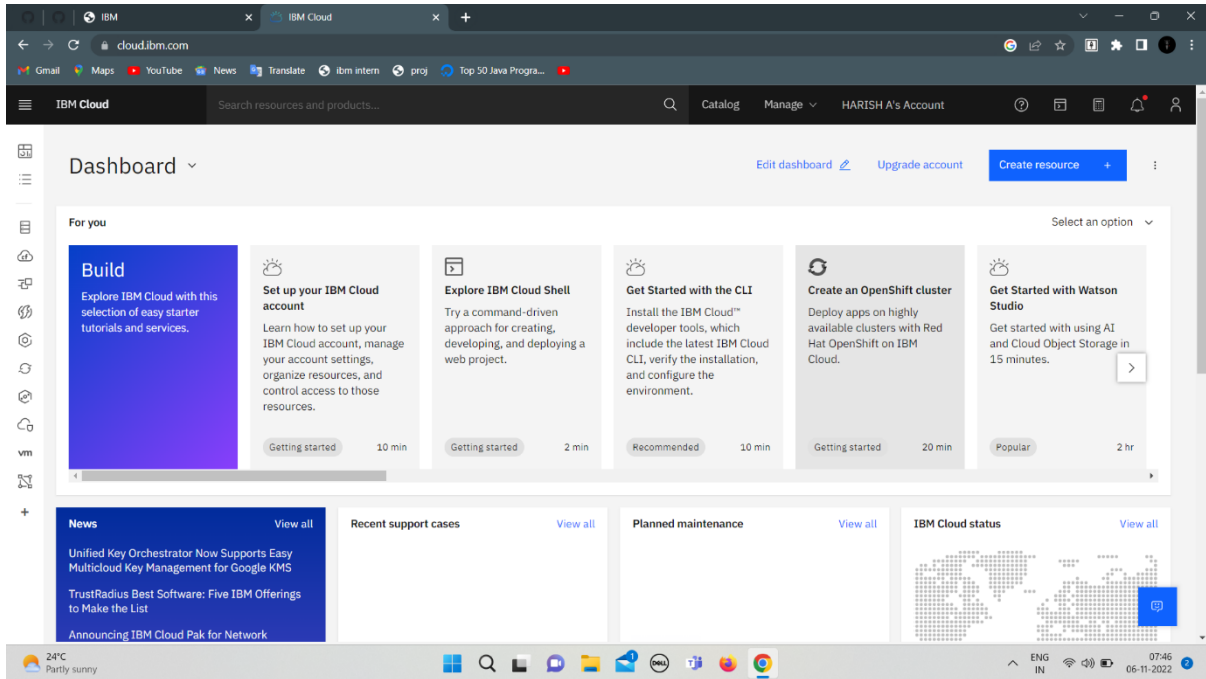 IBM
IBM Cloud
cloud.ibm.com
Gmail Maps YouTube News Translate ibm intern proj Top 50 Java Progra...
IBM Cloud Search resources and products... Catalog Manage HARISH A's Account
Dashboard Edit dashboard Upgrade account Create resource +
For you Select an option
Build
Explore IBM Cloud with this
selection of easy starter
tutorials and services.
Set up your IBM Cloud
account
Learn how to set up your
IBM Cloud account, manage
your account settings,
organize resources, and
control access to those
resources.
Getting started 10 min
Explore IBM Cloud Shell
Try a command-driven
approach for creating,
developing, and deploying a
web project.
Getting started 2 min
Get Started with the CLI
Install the IBM Cloud™
developer tools, which
include the latest IBM Cloud
CLI, verify the installation,
and configure the
environment.
Recommended 10 min
Create an OpenShift cluster
Deploy apps on highly
available clusters with Red
Hat OpenShift on IBM
Cloud.
Getting started 20 min
Get Started with Watson
Studio
Get started with using AI
and Cloud Object Storage in
15 minutes.
Popular 2 hr
vm
News View all
Unified Key Orchestrator Now Supports Easy
Multicloud Key Management for Google KMS
TrustRadius Best Software: Five IBM Offerings
to Make the List
Announcing IBM Cloud Pak for Network
Recent support cases View all
Planned maintenance View all
IBM Cloud status View all
24°C
Partly sunny
DELL
ENG
IN
07:46
06-11-2022
2